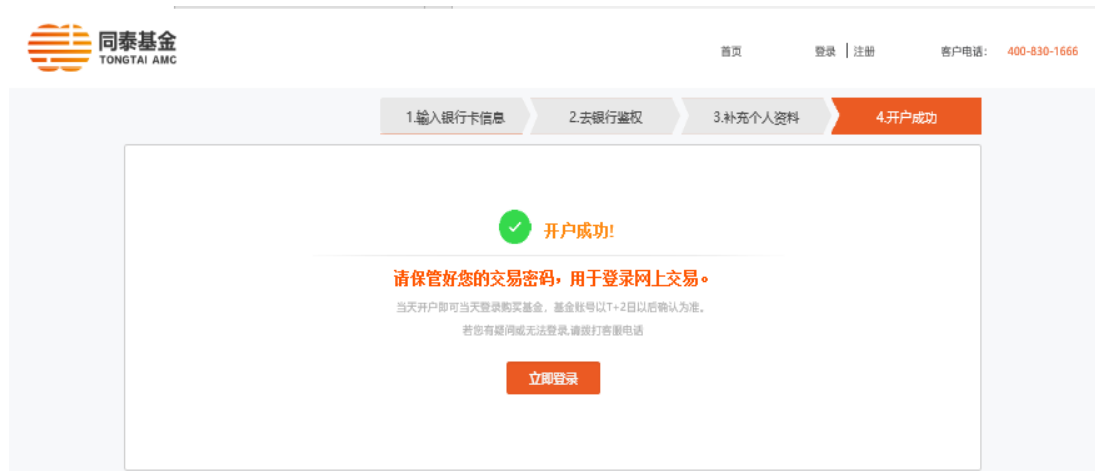 同泰基金
TONGTAI AMC
首页 登录 | 注册 客户电话: 400-830-1666
1.输入银行卡信息 2.去银行鉴权 3.补充个人资料 4.开户成功
开户成功!
请保管好您的交易密码，用于登录网上交易。
当天开户即可当天登录购买基金，基金账号以T+2日以后确认为准。
若您有疑问或无法登录,请拨打客服电话
立即登录